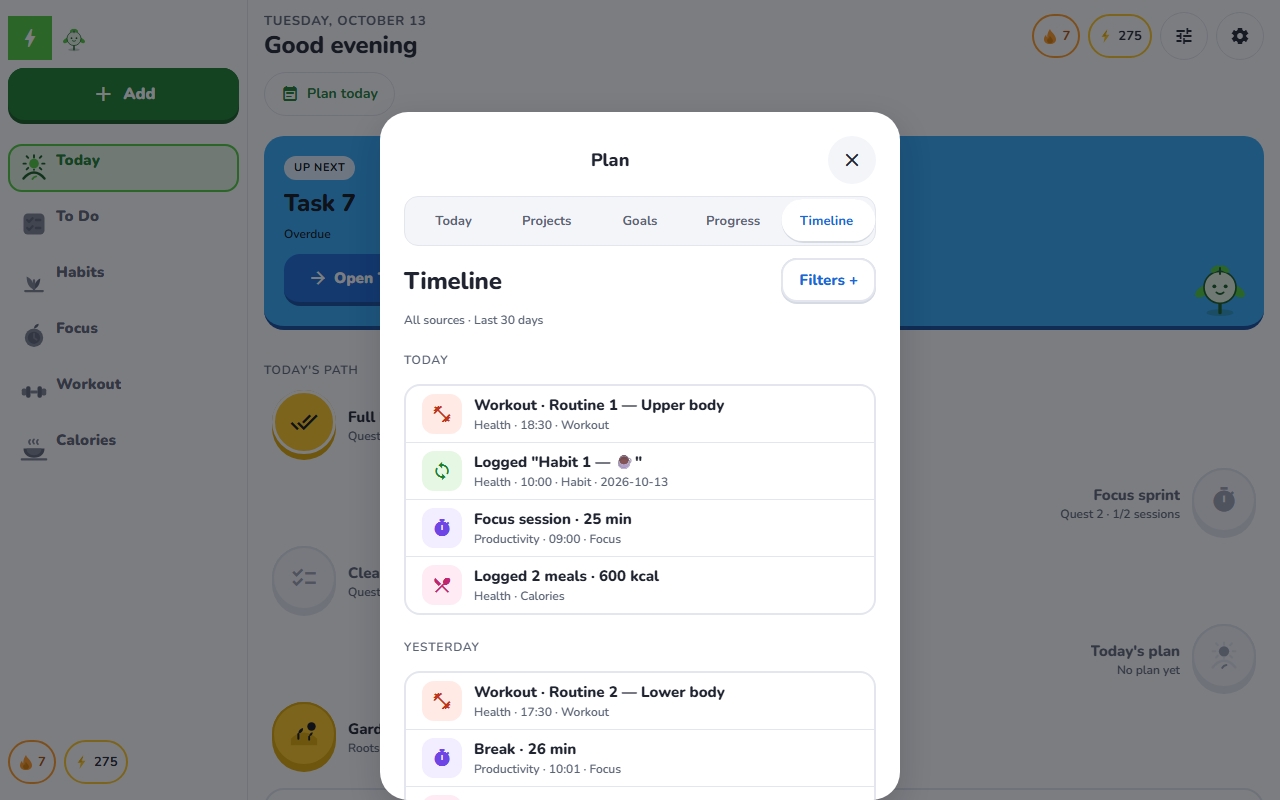 TUESDAY, OCTOBER 13
Good evening
7
275
Add
Plan today
Today
To Do
Habits
Focus
Workout
Calories
7
275
UP NEXT
Task 7
Overdue
Open
TODAY'S PATH
Full
Quest
Focus sprint
Quest 2 · 1/2 sessions
Clea
Quest
Today's plan
No plan yet
Gard
Roots
Plan
Today
Projects
Goals
Progress
Timeline
Timeline
Filters +
All sources · Last 30 days
TODAY
Workout · Routine 1 — Upper body
Health · 18:30 · Workout
Logged "Habit 1 — "
Health · 10:00 · Habit · 2026-10-13
Focus session · 25 min
Productivity · 09:00 · Focus
Logged 2 meals · 600 kcal
Health · Calories
YESTERDAY
Workout · Routine 2 — Lower body
Health · 17:30 · Workout
Break · 26 min
Productivity · 10:01 · Focus